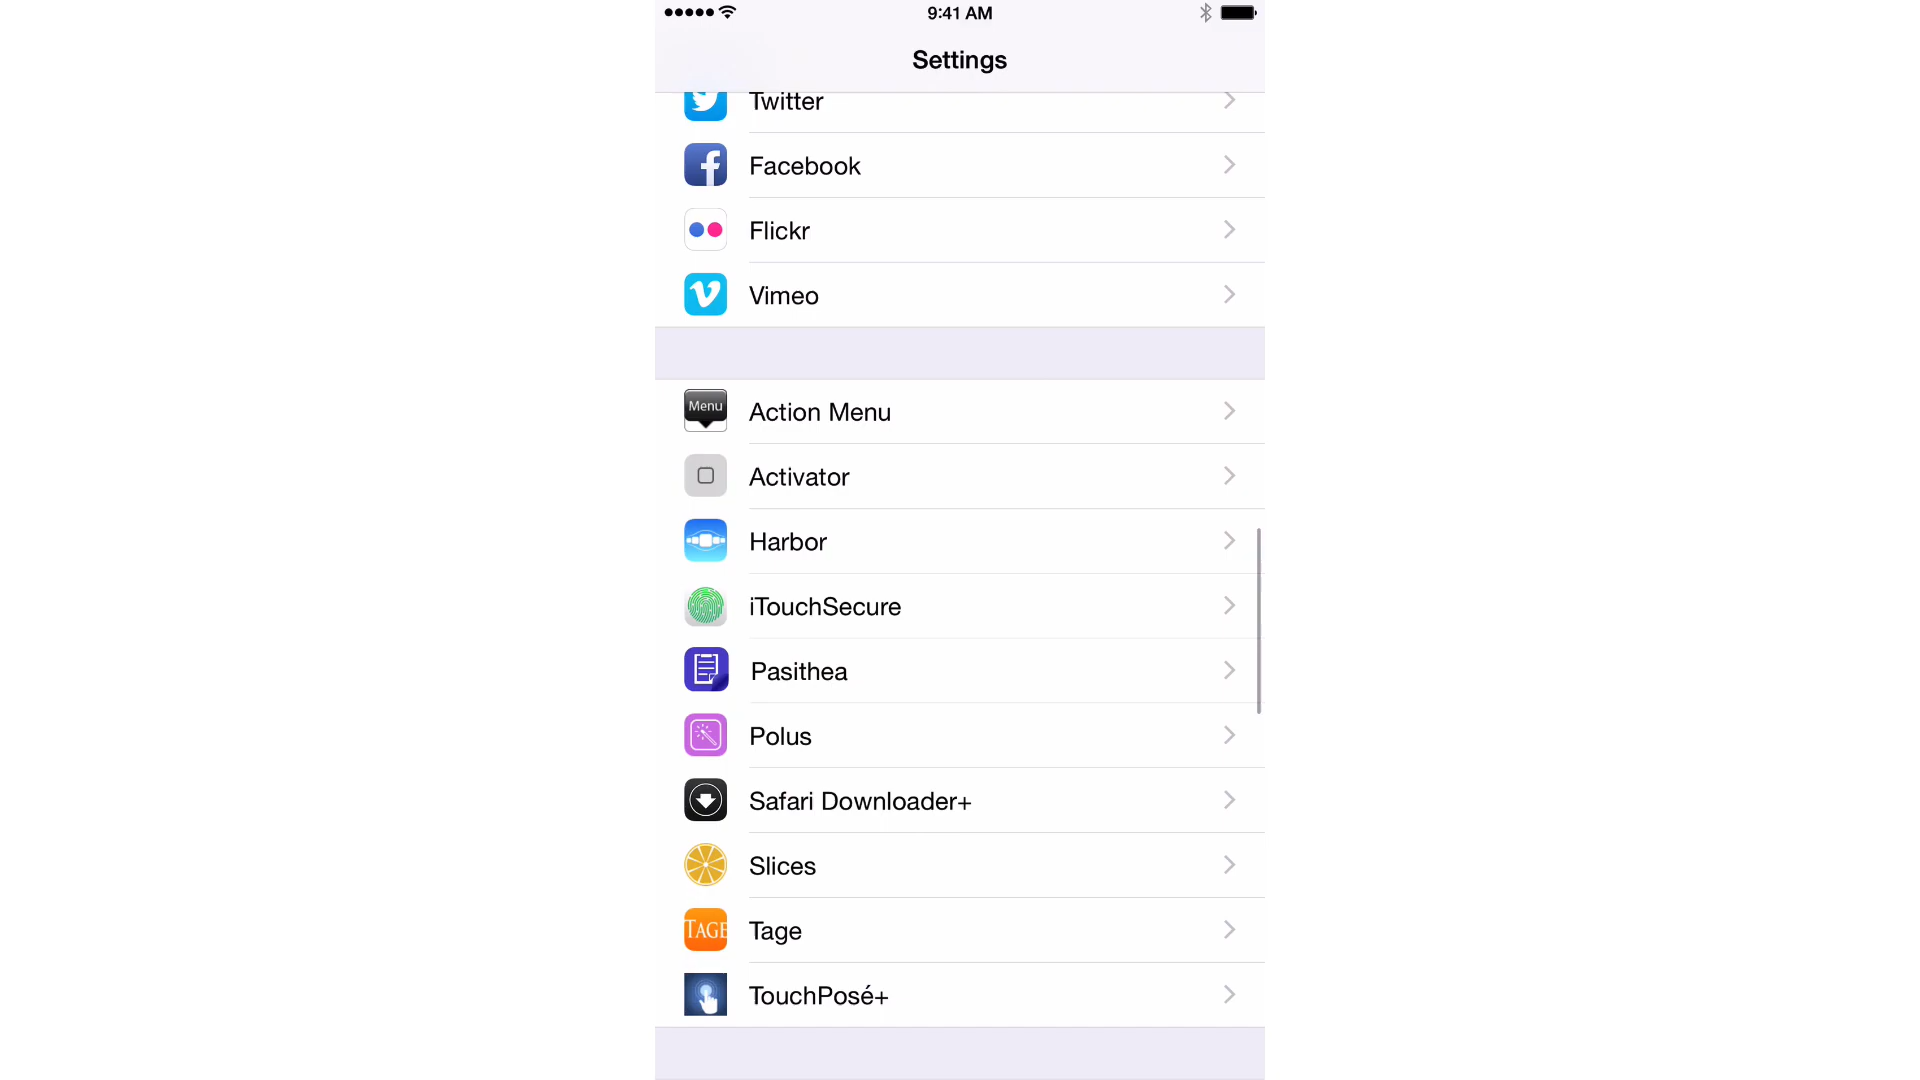 9:41 AM
Settings
Twitter
Facebook
Flickr
Vimeo
Menu
Action Menu
Activator
Harbor
iTouchSecure
Pasithea
Polus
Safari Downloader+
Slices
TAGE
Tage
TouchPosé+